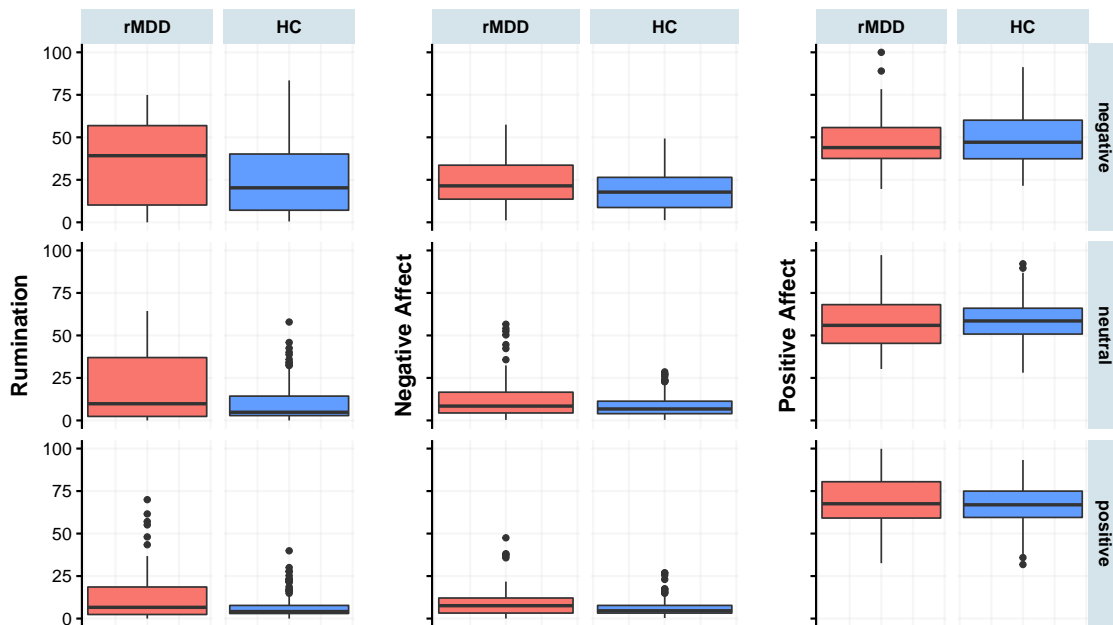 rMDD HC rMDD HC rMDD HC
Rumination
100
75
50
25
0
100
75
50
25
0
100
75
50
25
0
Negative Affect
Positive Affect
negative
neutral
positive